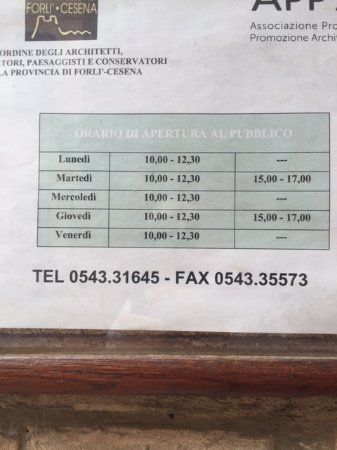 FORLI' - CESENA
ORDINE DEGLI ARCHITETTI,
TORI, PAESAGGISTI E CONSERVATORI
LA PROVINCIA DI FORLI'-CESENA
Associazione Pro
Promozione Archi
ORARIO DI APERTURA AL PUBBLICO
Lunedì 10,00 - 12,30 ---
Martedì 10,00 - 12,30 15,00 - 17,00
Mercoledì 10,00 - 12,30 ---
Giovedì 10,00 - 12,30 15,00 - 17,00
Venerdì 10,00 - 12,30 ---
TEL 0543.31645 - FAX 0543.35573